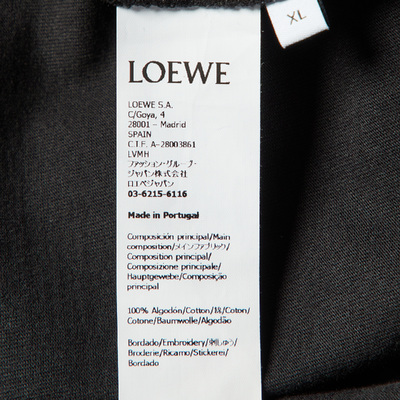 XL
LOEWE
LOEWE S.A.
C/Goya, 4
28001 - Madrid
SPAIN
C.I.F. A-28003861
LVMH
ファッション・グループ・
ジャパン株式会社
ロエベジャパン
03-6215-6116
Made in Portugal
Composición principal/Main
composition/メインファブリック/
Composition principal/
Composizione principale/
Hauptgewebe/Composição
principal
100% Algodón/Cotton/綿/Coton/
Cotone/Baumwolle/Algodão
Bordado/Embroidery/刺しゅう/
Broderie/Ricamo/Stickerei/
Bordado